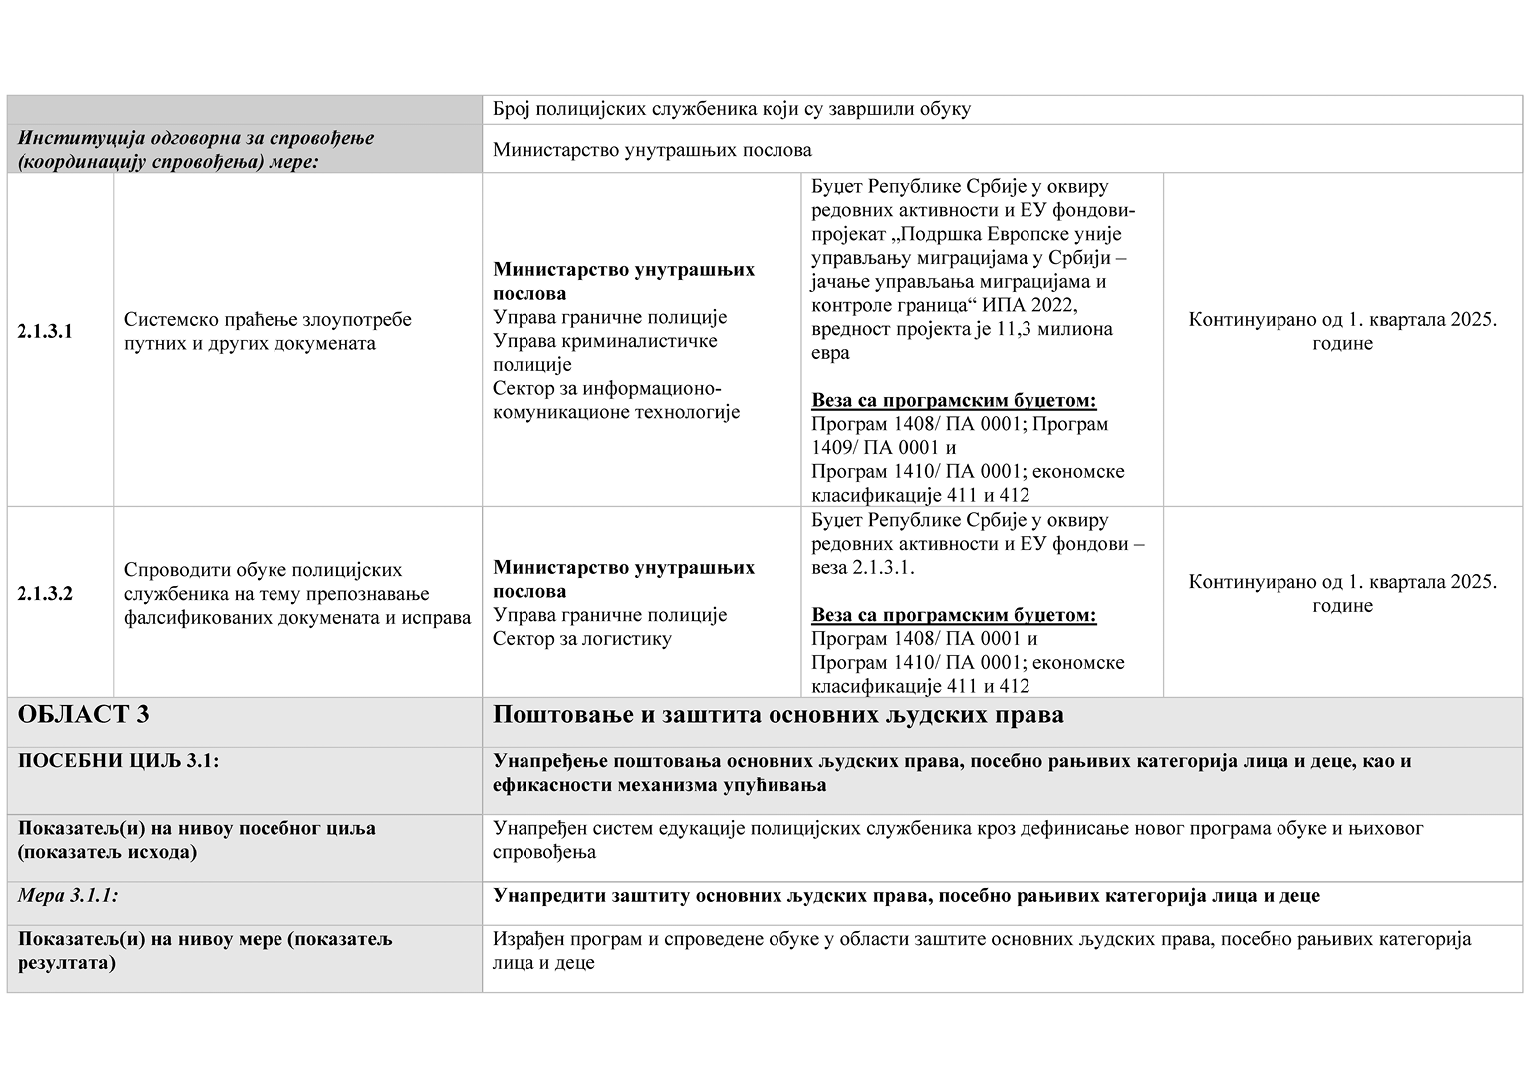 Број полицијских службеника који су завршили обуку
Институција одговорна за спровођење
(координацију спровођења) мере:
Министарство унутрашњих послова
2.1.3.1
Системско праћење злоупотребе
путних и других докумената
Министарство унутрашњих
послова
Управа граничне полиције
Управа криминалистичке
полиције
Сектор за информационо-
комуникационе технологије
Буџет Републике Србије у оквиру
редовних активности и ЕУ фондови-
пројекат „Подршка Европске уније
управљању миграцијама у Србији –
јачање управљања миграцијама и
контроле граница“ ИПА 2022,
вредност пројекта је 11,3 милиона
евра
Веза са програмским буџетом:
Програм 1408/ ПА 0001; Програм
1409/ ПА 0001 и
Програм 1410/ ПА 0001; економске
класификације 411 и 412
Континуирано од 1. квартала 2025.
године
2.1.3.2
Спроводити обуке полицијских
службеника на тему препознавање
фалсификованих докумената и исправа
Министарство унутрашњих
послова
Управа граничне полиције
Сектор за логистику
Буџет Републике Србије у оквиру
редовних активности и ЕУ фондови –
веза 2.1.3.1.
Веза са програмским буџетом:
Програм 1408/ ПА 0001 и
Програм 1410/ ПА 0001; економске
класификације 411 и 412
Континуирано од 1. квартала 2025.
године
ОБЛАСТ 3
Поштовање и заштита основних људских права
ПОСЕБНИ ЦИЉ 3.1:
Унапређење поштовања основних људских права, посебно рањивих категорија лица и деце, као и
ефикасности механизма упућивања
Показатељ(и) на нивоу посебног циља
(показатељ исхода)
Унапређен систем едукације полицијских службеника кроз дефинисање новог програма обуке и њиховог
спровођења
Мера 3.1.1:
Унапредити заштиту основних људских права, посебно рањивих категорија лица и деце
Показатељ(и) на нивоу мере (показатељ
резултата)
Израђен програм и спроведене обуке у области заштите основних људских права, посебно рањивих категорија
лица и деце